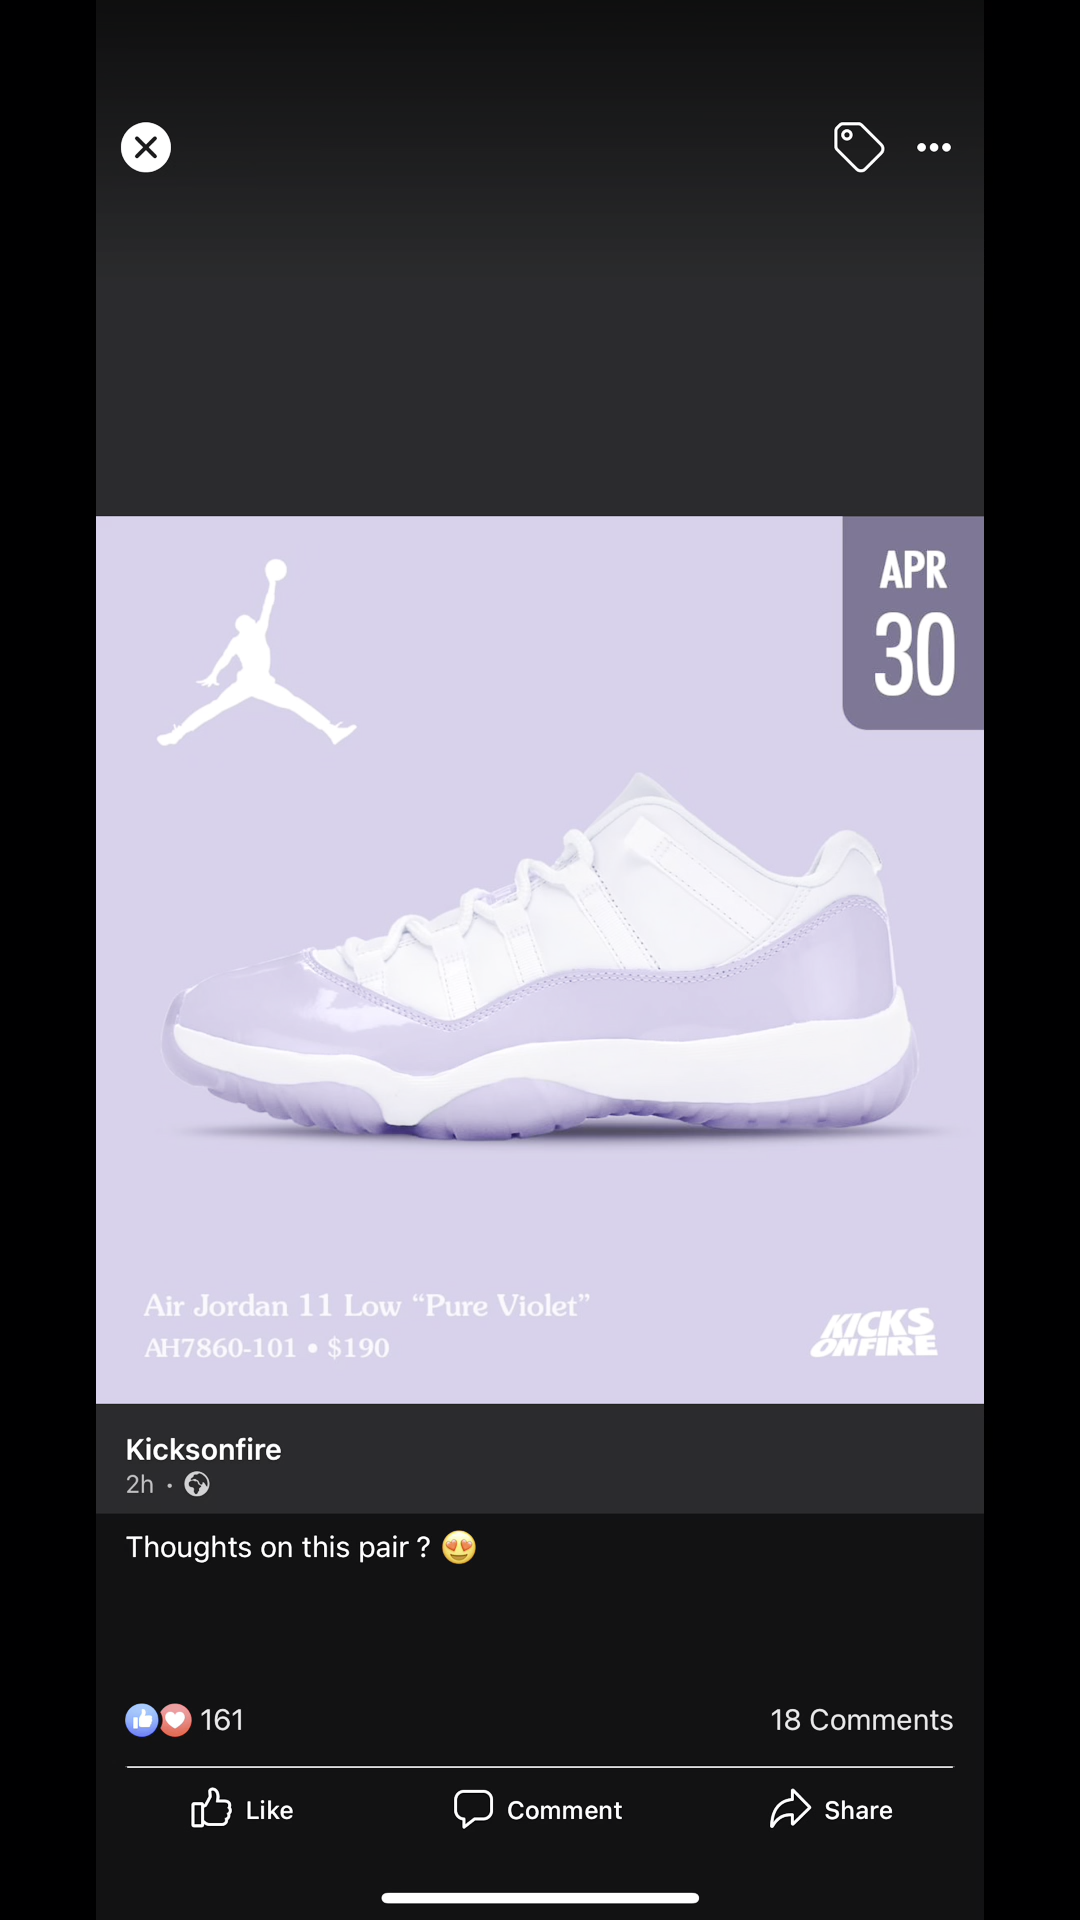 APR
30
Air Jordan 11 Low “Pure Violet”
AH7860-101 • $190
KICKS
ONFIRE
Kicksonfire
2h ·
Thoughts on this pair ? 😍
161
18 Comments
Like
Comment
Share